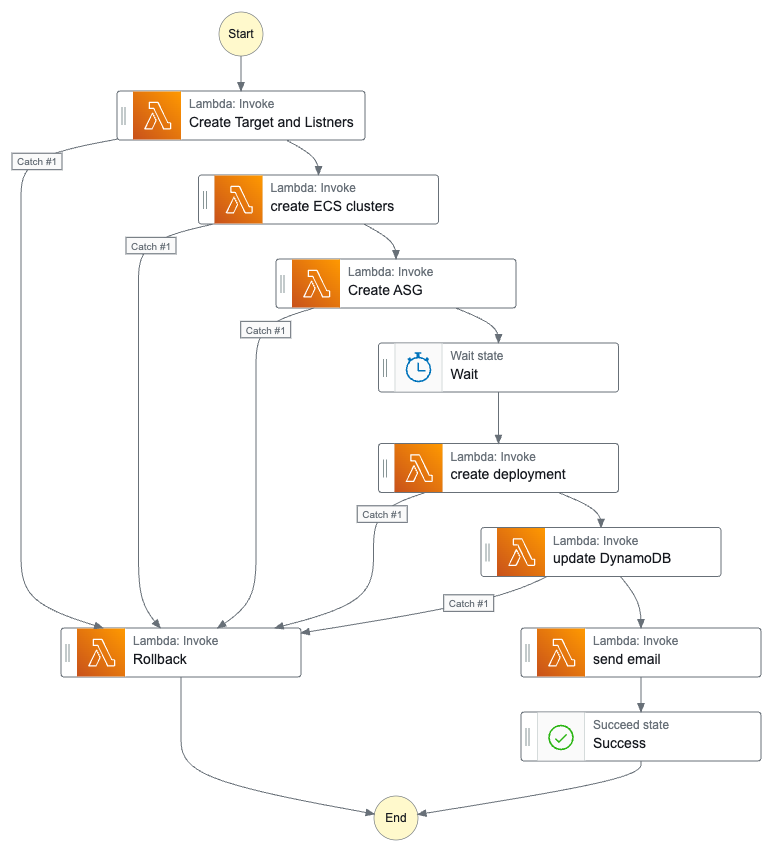 Start
Lambda: Invoke
Create Target and Listners
Catch #1
Lambda: Invoke
create ECS clusters
Catch #1
Lambda: Invoke
Create ASG
Catch #1
Wait state
Wait
Lambda: Invoke
create deployment
Catch #1
Lambda: Invoke
update DynamoDB
Catch #1
Lambda: Invoke
Rollback
Lambda: Invoke
send email
Succeed state
Success
End